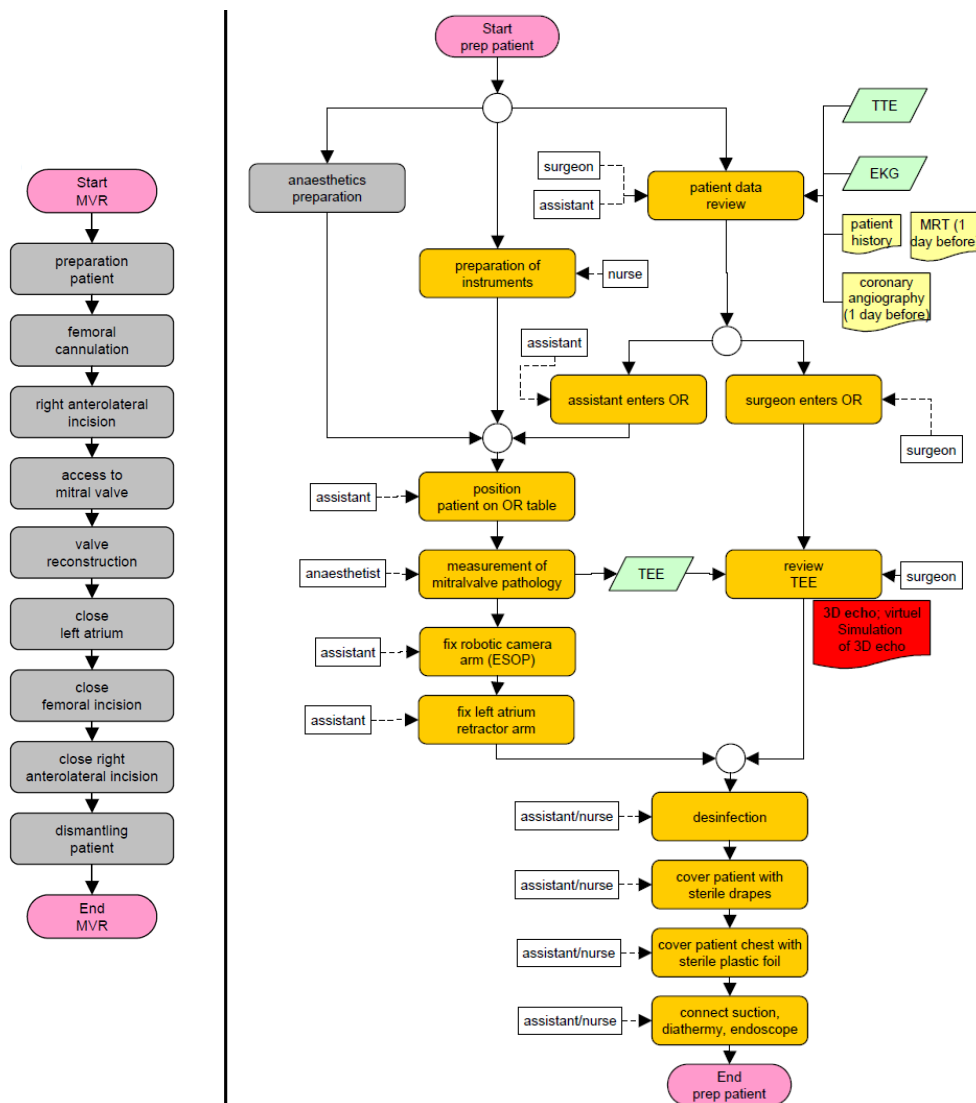 Start
MVR
preparation
patient
femoral
cannulation
right anterolateral
incision
access to
mitral valve
valve
reconstruction
close
left atrium
close
femoral incision
close right
anterolateral incision
dismantling
patient
End
MVR
Start
prep patient
anaesthetics
preparation
surgeon
assistant
patient data
review
TTE
EKG
patient
history
MRT (1
day before)
coronary
angiography
(1 day before)
preparation of
instruments
nurse
assistant
assistant enters OR
surgeon enters OR
surgeon
assistant
position
patient on OR table
anaesthetist
measurement of
mitralvalve pathology
TEE
review
TEE
surgeon
3D echo; virtuel
Simulation
of 3D echo
assistant
fix robotic camera
arm (ESOP)
assistant
fix left atrium
retractor arm
assistant/nurse
desinfection
assistant/nurse
cover patient with
sterile drapes
assistant/nurse
cover patient chest with
sterile plastic foil
assistant/nurse
connect suction,
diathermy, endoscope
End
prep patient